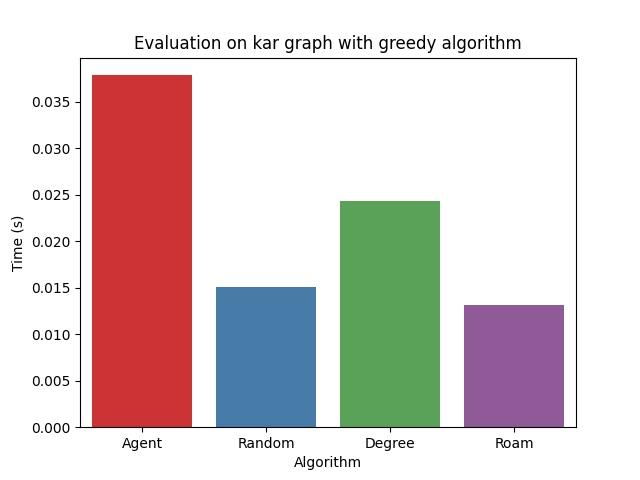 Evaluation on kar graph with greedy algorithm
0.035
0.030
0.025
0.020
0.015
0.010
0.005
0.000
Time (s)
Agent Random Degree Roam
Algorithm